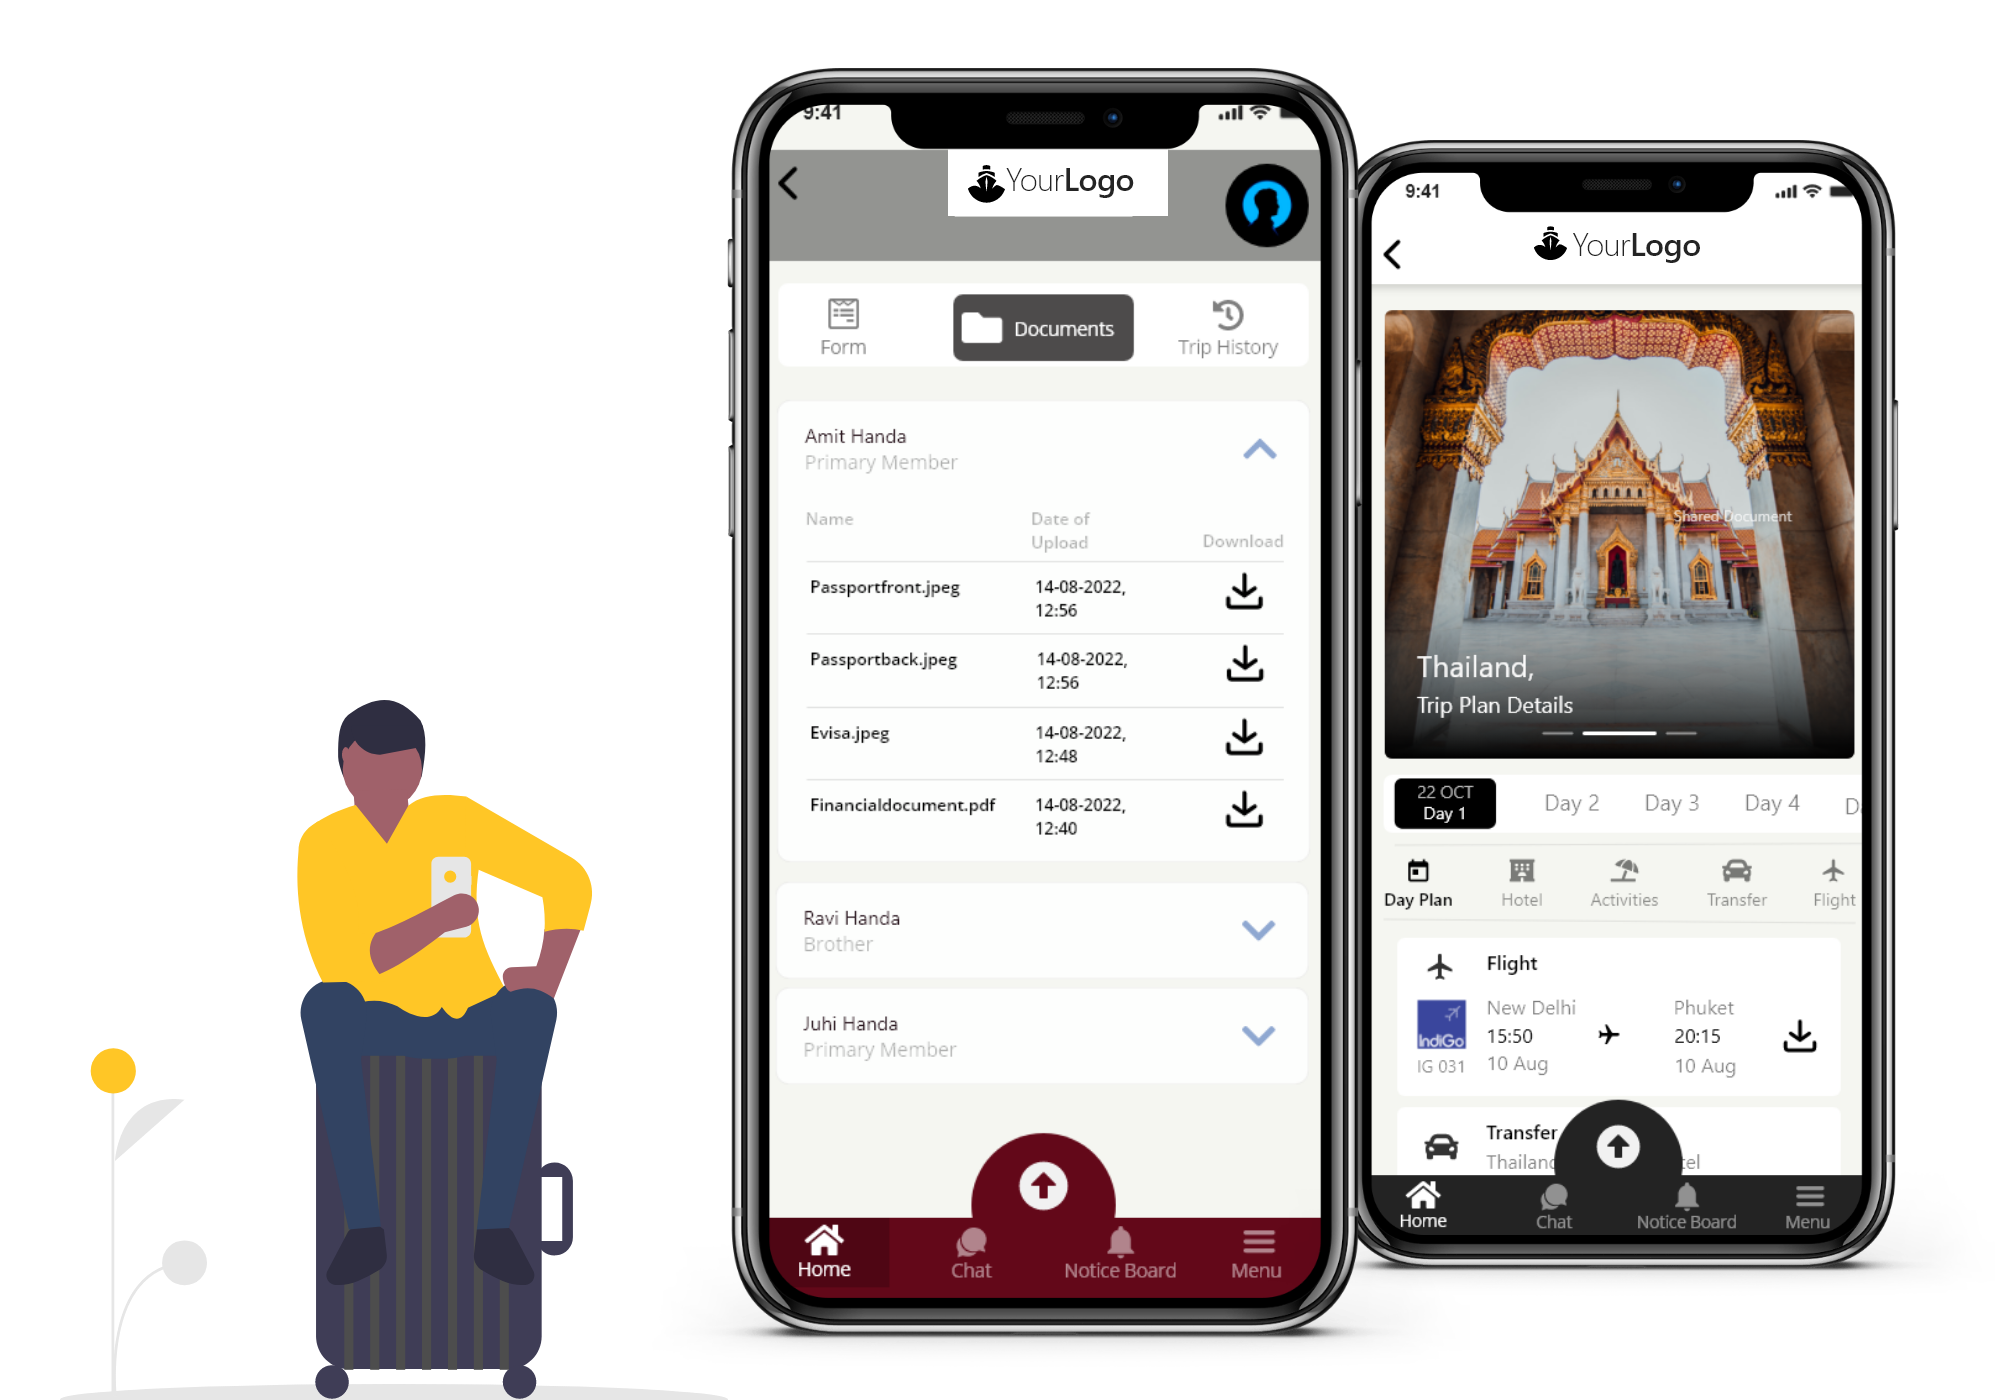 9:41
YourLogo
Form
Documents
Trip History
Amit Handa
Primary Member
Name
Date of
Upload
Download
Passportfront.jpeg
14-08-2022,
12:56
Passportback.jpeg
14-08-2022,
12:56
Evisa.jpeg
14-08-2022,
12:48
Financialdocument.pdf
14-08-2022,
12:40
Ravi Handa
Brother
Juhi Handa
Primary Member
Home
Chat
Notice Board
Menu
9:41
YourLogo
Shared Document
Thailand,
Trip Plan Details
22 OCT
Day 1
Day 2
Day 3
Day 4
D
Day Plan
Hotel
Activities
Transfer
Flight
Flight
New Delhi
Phuket
15:50
20:15
IndiGo
IG 031
10 Aug
10 Aug
Transfer
Thailand
tel
Home
Chat
Notice Board
Menu